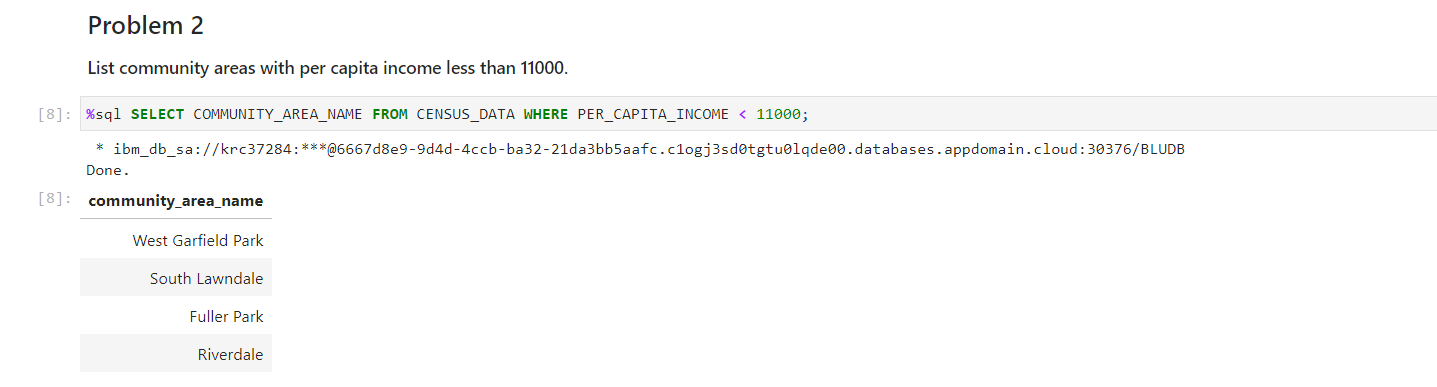 Problem 2
List community areas with per capita income less than 11000.
[8]: %sql SELECT COMMUNITY_AREA_NAME FROM CENSUS_DATA WHERE PER_CAPITA_INCOME < 11000;
* ibm_db_sa://krc37284:***@6667d8e9-9d4d-4ccb-ba32-21da3bb5aafc.c1ogj3sd0tgtu0lqde00.databases.appdomain.cloud:30376/BLUDB
Done.
[8]: community_area_name
West Garfield Park
South Lawndale
Fuller Park
Riverdale